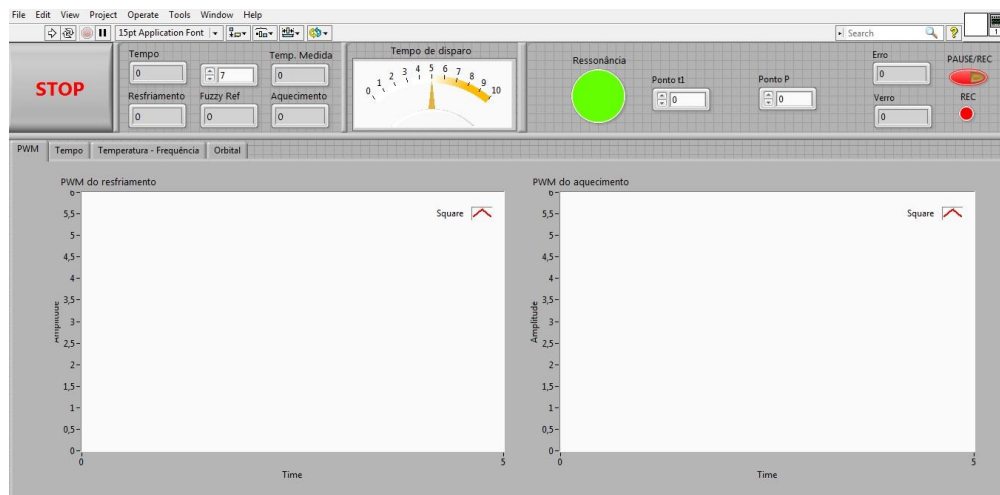 File Edit View Project Operate Tools Window Help
15pt Application Font Search
STOP
Tempo Temp. Medida
0 7 0
Resfriamento Fuzzy Ref Aquecimento
0 0 0
Tempo de disparo
0 1 2 3 4 5 6 7 8 9 10
Ressonância
Ponto t1 Ponto P
0 0
Erro PAUSE/REC
0
Verro REC
0
PWM Tempo Temperatura - Frequência Orbital
PWM do resfriamento
6
5,5
5
4,5
4
3,5
3
2,5
2
1,5
1
0,5
0
Amplitude
Square
0 5
Time
PWM do aquecimento
6
5,5
5
4,5
4
3,5
3
2,5
2
1,5
1
0,5
0
Amplitude
Square
0 5
Time